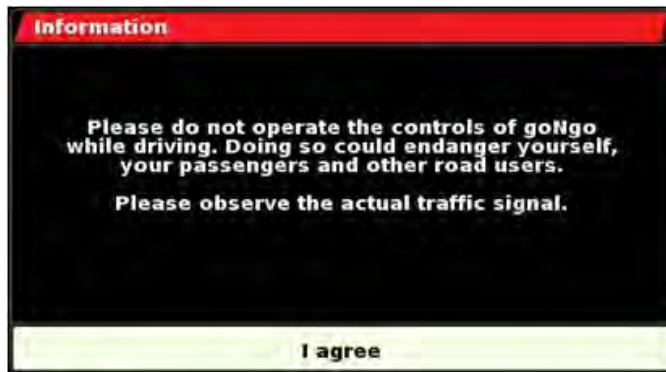 Information
Please do not operate the controls of goNgo
while driving. Doing so could endanger yourself,
your passengers and other road users.
Please observe the actual traffic signal.
I agree